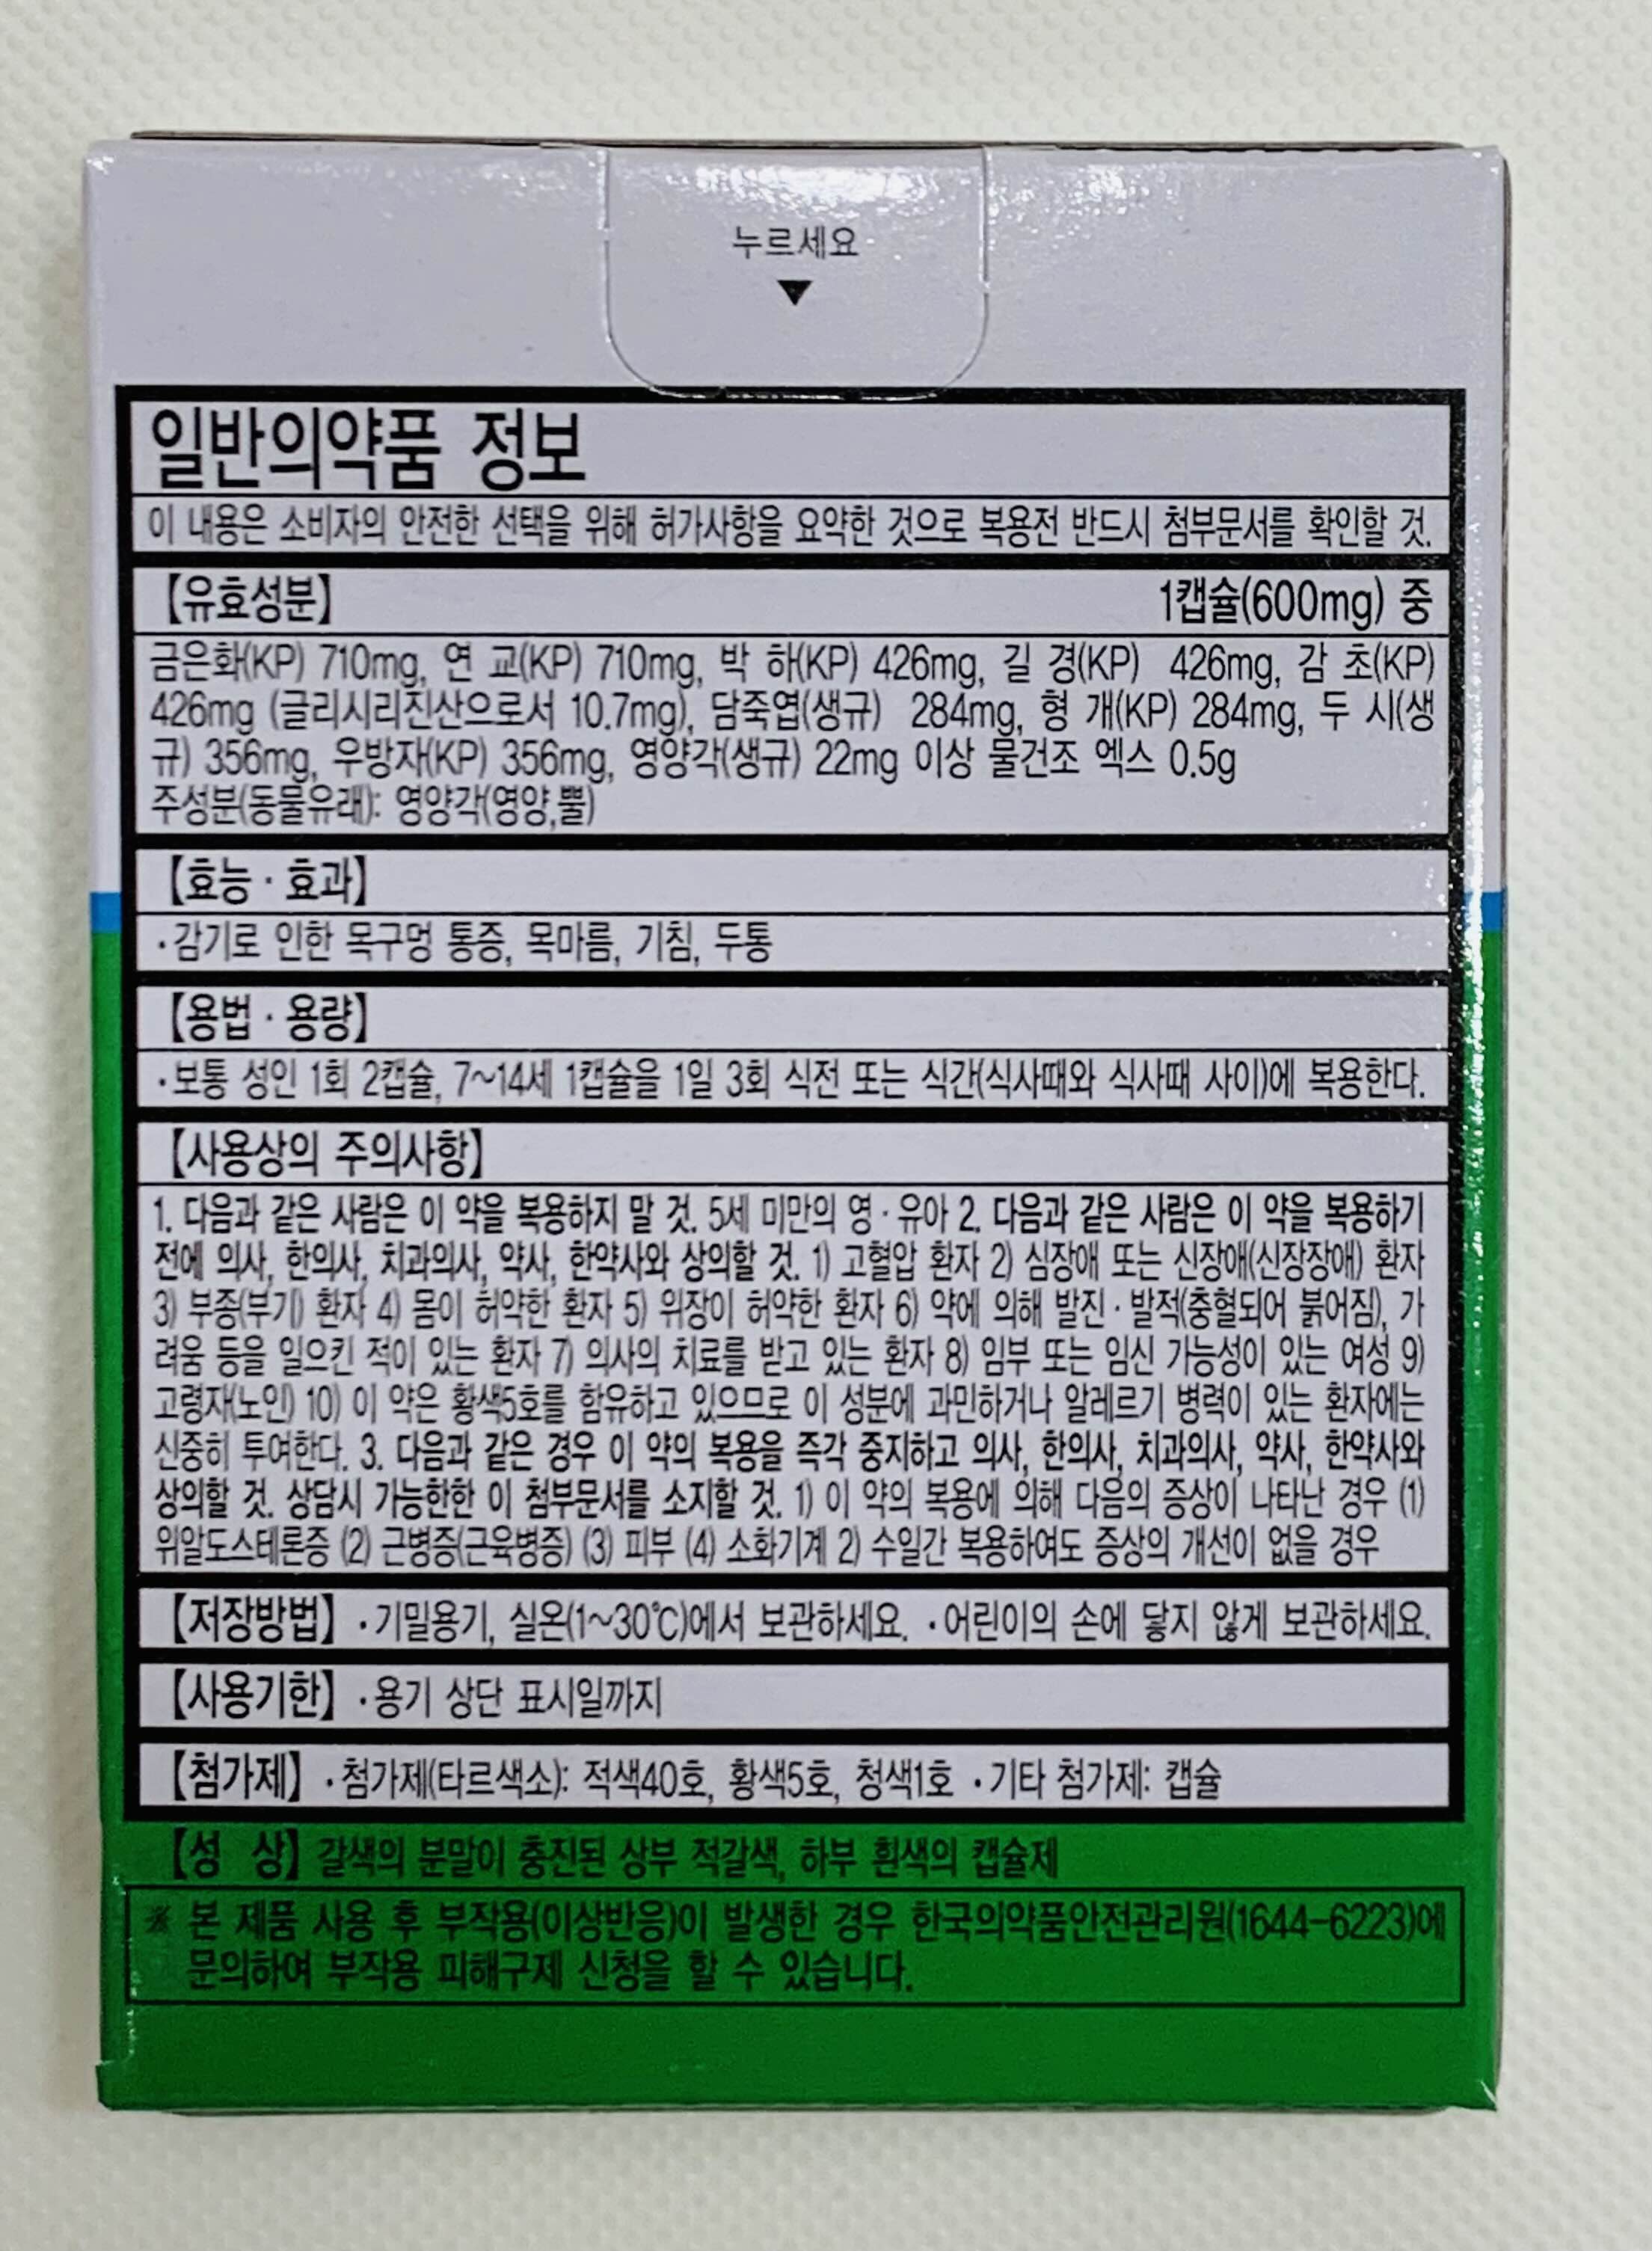 누르세요
▼
일반의약품 정보
이 내용은 소비자의 안전한 선택을 위해 허가사항을 요약한 것으로 복용전 반드시 첨부문서를 확인할 것.
【유효성분】 1캡슐(600mg) 중
금은화(KP) 710mg, 연 교(KP) 710mg, 박 하(KP) 426mg, 길 경(KP) 426mg, 감 초(KP)
426mg (글리시리진산으로서 10.7mg), 담죽엽(생규) 284mg, 형 개(KP) 284mg, 두 시(생
규) 356mg, 우방자(KP) 356mg, 영양각(생규) 22mg 이상 물건조 엑스 0.5g
주성분(동물유래): 영양각(영양,뿔)
【효능 · 효과】
· 감기로 인한 목구멍 통증, 목마름, 기침, 두통
【용법 · 용량】
· 보통 성인 1회 2캡슐, 7~14세 1캡슐을 1일 3회 식전 또는 식간(식사때와 식사때 사이)에 복용한다.
【사용상의 주의사항】
1. 다음과 같은 사람은 이 약을 복용하지 말 것. 5세 미만의 영 · 유아 2. 다음과 같은 사람은 이 약을 복용하기
전에 의사, 한의사, 치과의사, 약사, 한약사와 상의할 것. 1) 고혈압 환자 2) 심장애 또는 신장애(신장장애) 환자
3) 부종(부기) 환자 4) 몸이 허약한 환자 5) 위장이 허약한 환자 6) 약에 의해 발진 · 발적(충혈되어 붉어짐), 가
려움 등을 일으킨 적이 있는 환자 7) 의사의 치료를 받고 있는 환자 8) 임부 또는 임신 가능성이 있는 여성 9)
고령자(노인) 10) 이 약은 황색5호를 함유하고 있으므로 이 성분에 과민하거나 알레르기 병력이 있는 환자에는
신중히 투여한다. 3. 다음과 같은 경우 이 약의 복용을 즉각 중지하고 의사, 한의사, 치과의사, 약사, 한약사와
상의할 것. 상담시 가능한한 이 첨부문서를 소지할 것. 1) 이 약의 복용에 의해 다음의 증상이 나타난 경우 (1)
위알도스테론증 (2) 근병증(근육병증) (3) 피부 (4) 소화기계 2) 수일간 복용하여도 증상의 개선이 없을 경우
【저장방법】 · 기밀용기, 실온(1~30℃)에서 보관하세요. · 어린이의 손에 닿지 않게 보관하세요.
【사용기한】 · 용기 상단 표시일까지
【첨가제】 · 첨가제(타르색소): 적색40호, 황색5호, 청색1호 · 기타 첨가제: 캡슐
【성 상】 갈색의 분말이 충진된 상부 적갈색, 하부 흰색의 캡슐제
※ 본 제품 사용 후 부작용(이상반응)이 발생한 경우 한국의약품안전관리원(1644-6223)에
문의하여 부작용 피해구제 신청을 할 수 있습니다.